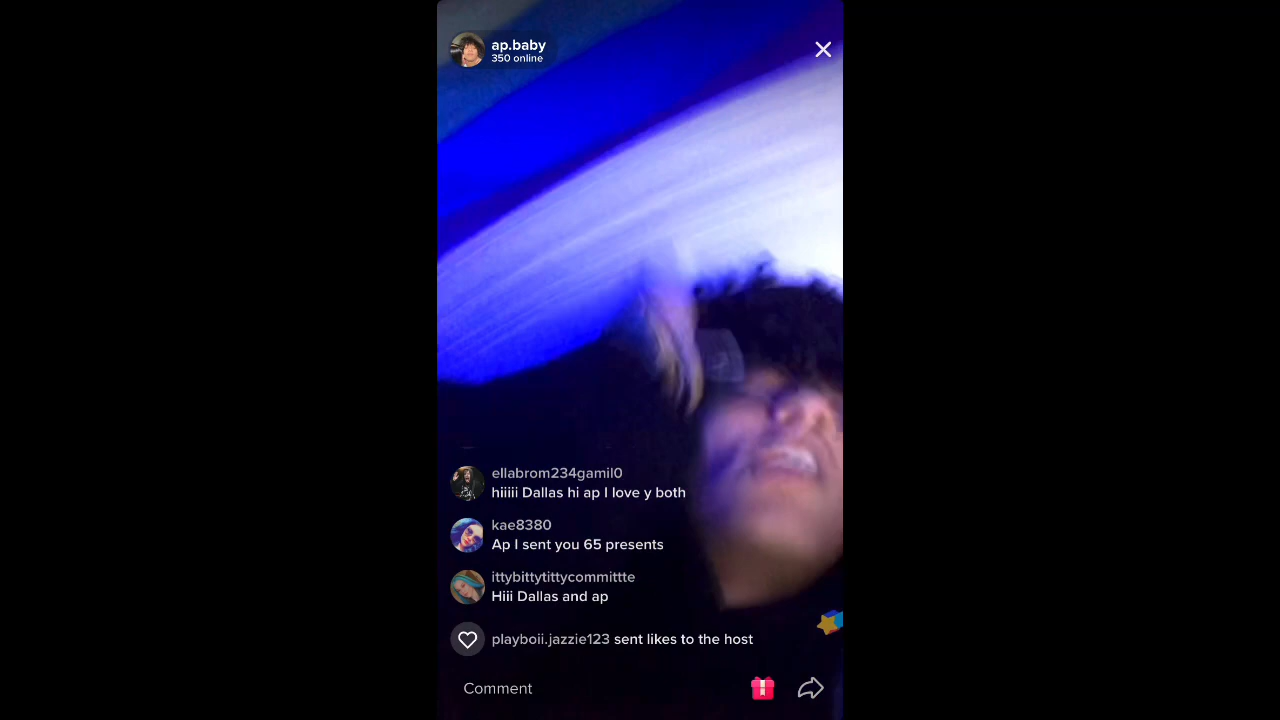 ap.baby
350 online
ellabrom234gamil0
hiiiii Dallas hi ap I love y both
kae8380
Ap I sent you 65 presents
ittybittytittycommittte
Hiii Dallas and ap
playboii.jazzie123 sent likes to the host
Comment